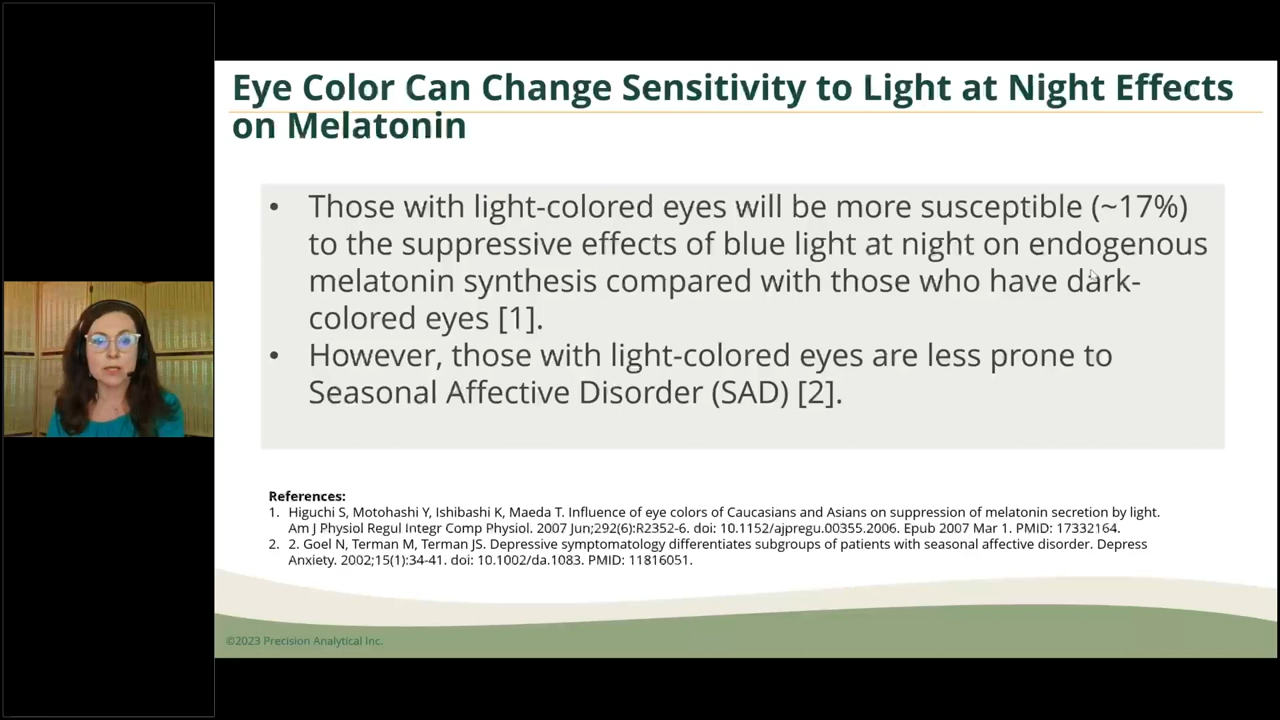 Eye Color Can Change Sensitivity to Light at Night Effects
on Melatonin
• Those with light-colored eyes will be more susceptible (~17%)
to the suppressive effects of blue light at night on endogenous
melatonin synthesis compared with those who have dark-
colored eyes [1].
• However, those with light-colored eyes are less prone to
Seasonal Affective Disorder (SAD) [2].
References:
1. Higuchi S, Motohashi Y, Ishibashi K, Maeda T. Influence of eye colors of Caucasians and Asians on suppression of melatonin secretion by light.
Am J Physiol Regul Integr Comp Physiol. 2007 Jun;292(6):R2352-6. doi: 10.1152/ajpregu.00355.2006. Epub 2007 Mar 1. PMID: 17332164.
2. 2. Goel N, Terman M, Terman JS. Depressive symptomatology differentiates subgroups of patients with seasonal affective disorder. Depress
Anxiety. 2002;15(1):34-41. doi: 10.1002/da.1083. PMID: 11816051.
©2023 Precision Analytical Inc.